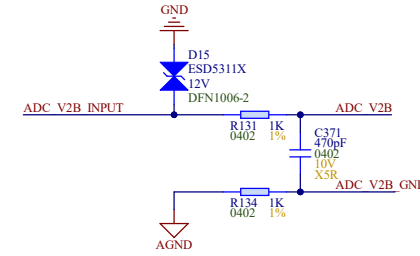 GND
D15
ESD5311X
12V
DFN1006-2
ADC_V2B_INPUT
ADC_V2B
R131 1K
0402 1%
C371
470pF
0402
10V
X5R
ADC_V2B_GND
R134 1K
0402 1%
AGND